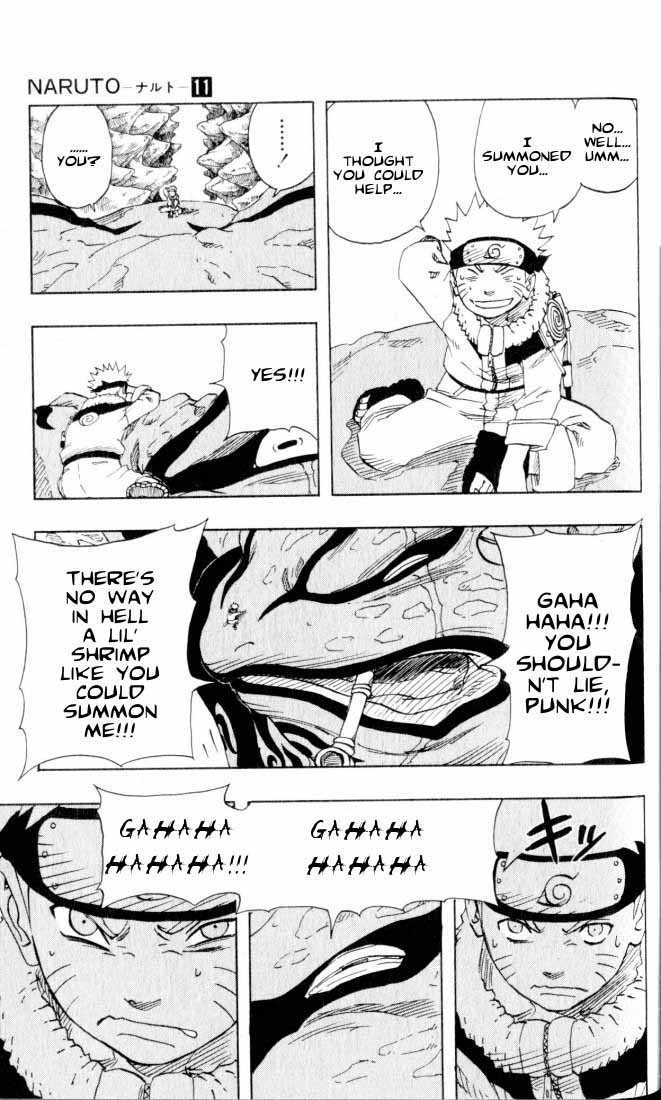 NARUTO—ナルト—11
NO...
WELL...
UMM...
I
SUMMONED
YOU...
I
THOUGHT
YOU COULD
HELP...
........
......
YOU?
YES!!!
GAHA
HAHA!!!
YOU
SHOULD-
N'T LIE,
PUNK!!!
THERE'S
NO WAY
IN HELL
A LIL'
SHRIMP
LIKE YOU
COULD
SUMMON
ME!!!
キッ
GAHAHA
HAHAHA
GAHAHA
HAHAHA!!!